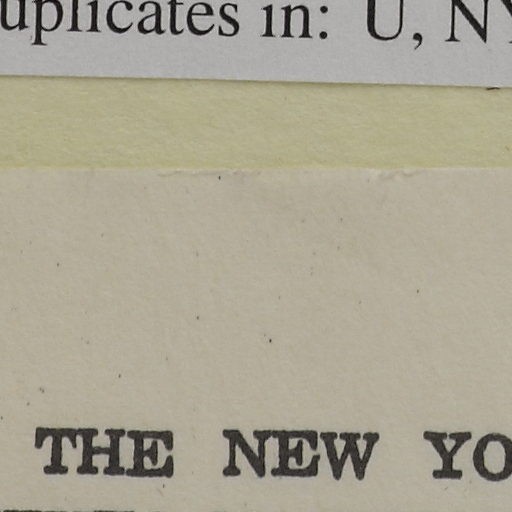 uplicates in: U, NY
THE NEW YO